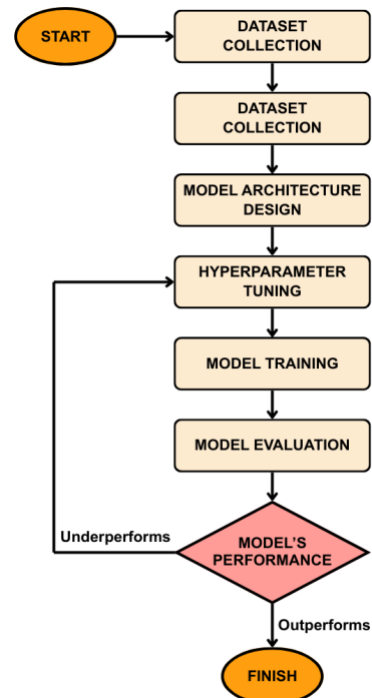 START
DATASET
COLLECTION
DATASET
COLLECTION
MODEL ARCHITECTURE
DESIGN
HYPERPARAMETER
TUNING
MODEL TRAINING
MODEL EVALUATION
Underperforms
MODEL'S
PERFORMANCE
Outperforms
FINISH